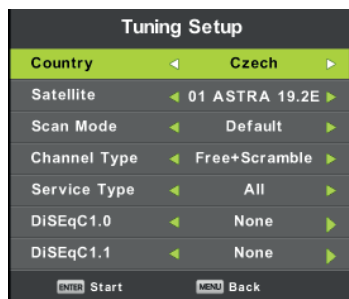 Tuning Setup
Country Czech
Satellite 01 ASTRA 19.2E
Scan Mode Default
Channel Type Free+Scramble
Service Type All
DiSEqC1.0 None
DiSEqC1.1 None
ENTER Start MENU Back